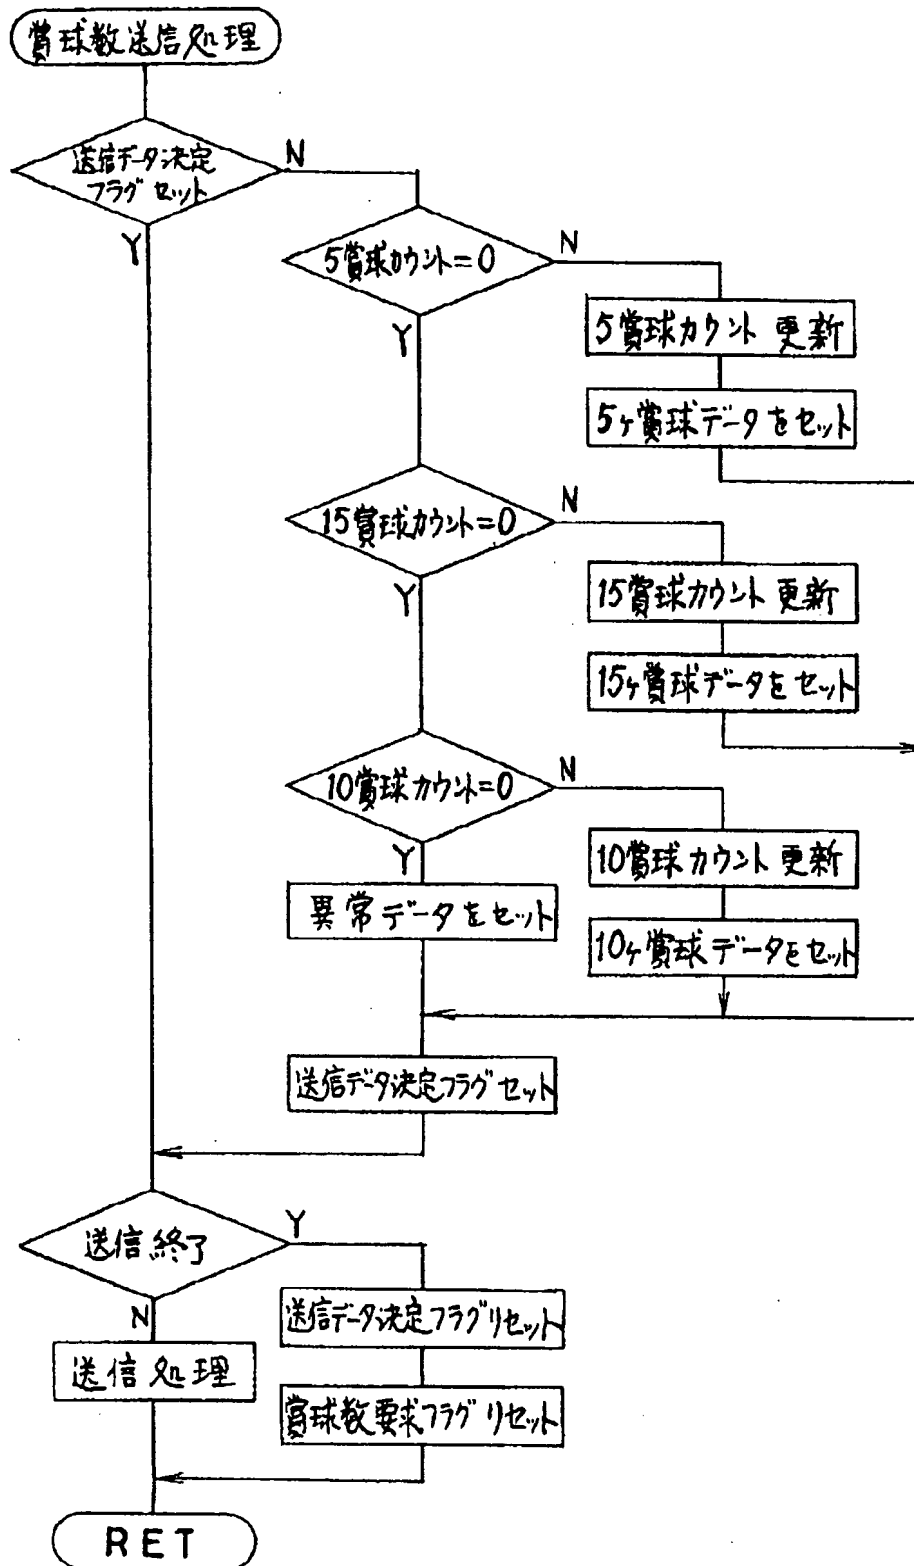 賞球数送信処理
送信データ決定
フラグセット
N
Y
5賞球カウント=0
N
Y
5賞球カウント 更新
5ヶ賞球データをセット
15賞球カウント=0
N
Y
15賞球カウント 更新
15ヶ賞球データをセット
10賞球カウント=0
N
Y
10賞球カウント 更新
異常データをセット
10ヶ賞球データをセット
送信データ決定フラグセット
送信終了
Y
N
送信データ決定フラグリセット
送信処理
賞球数要求フラグリセット
RET